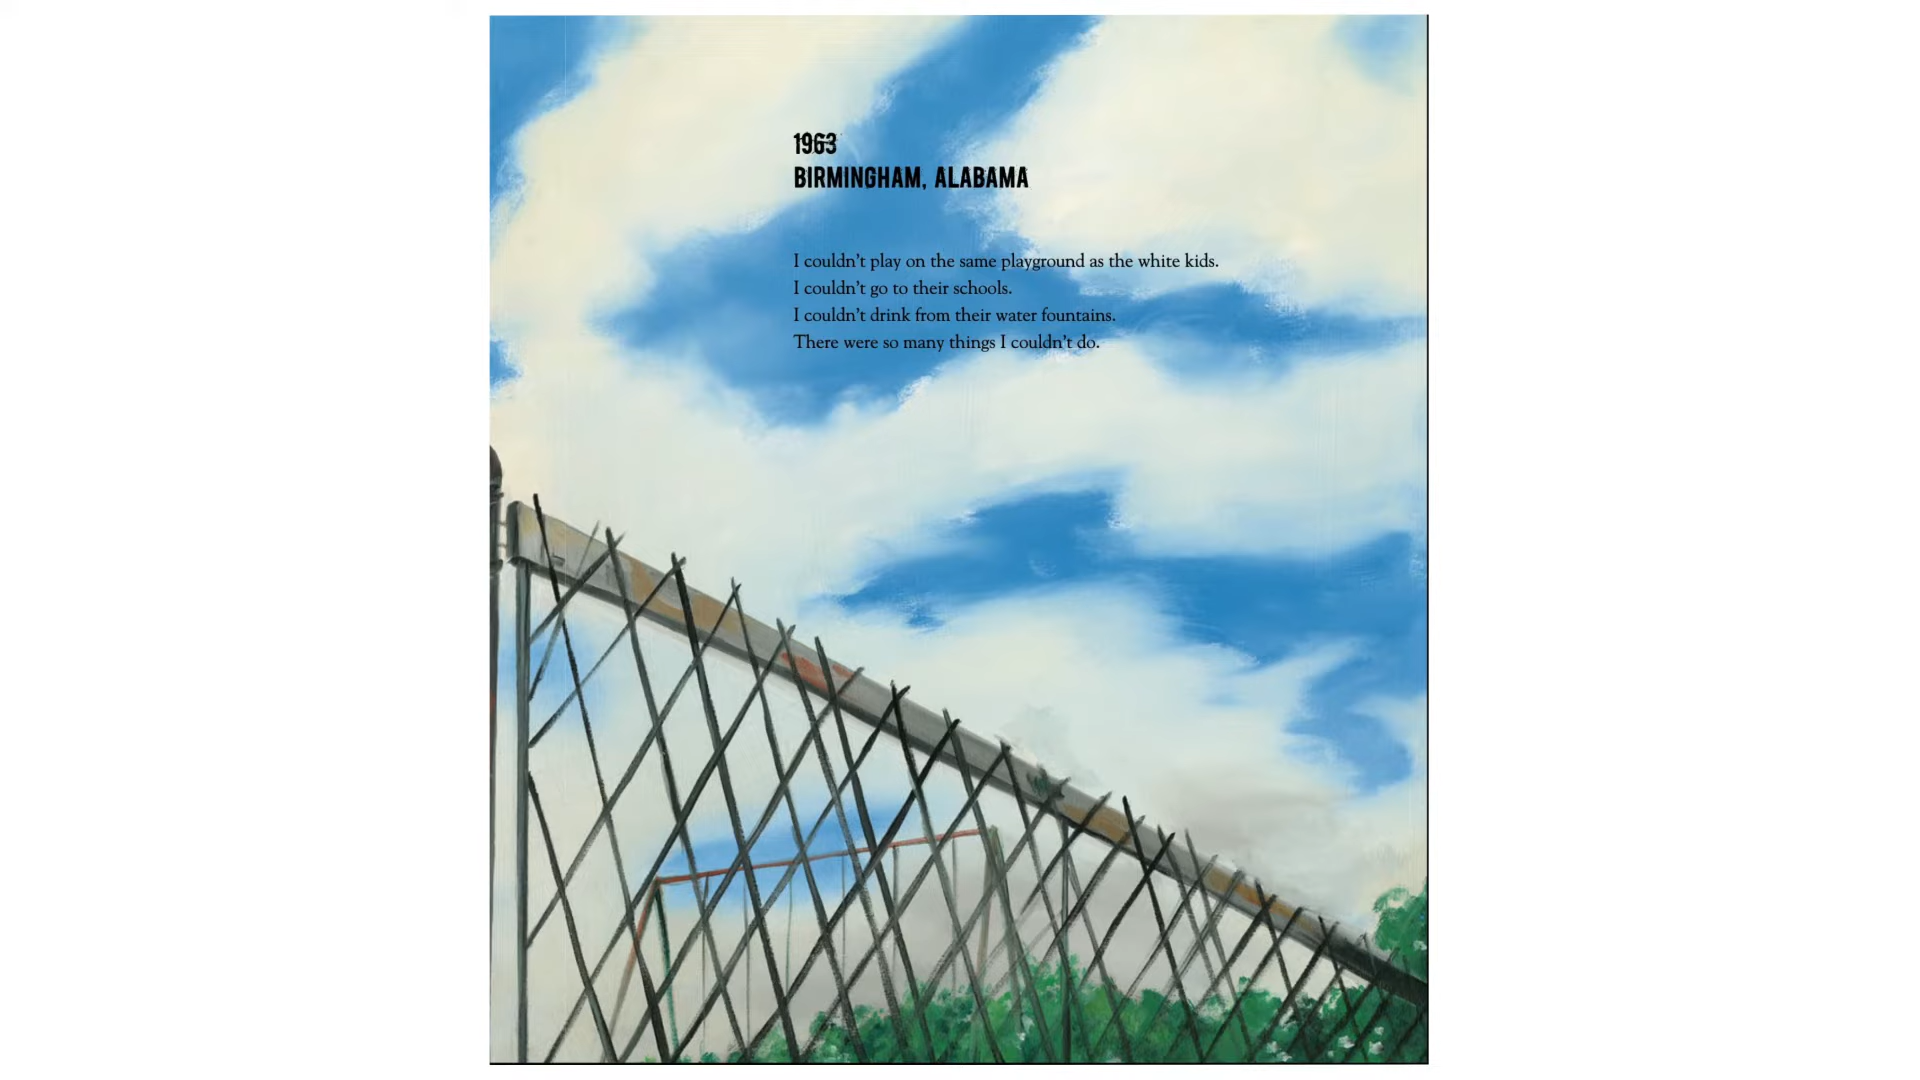 1963
BIRMINGHAM, ALABAMA
I couldn't play on the same playground as the white kids.
I couldn't go to their schools.
I couldn't drink from their water fountains.
There were so many things I couldn't do.